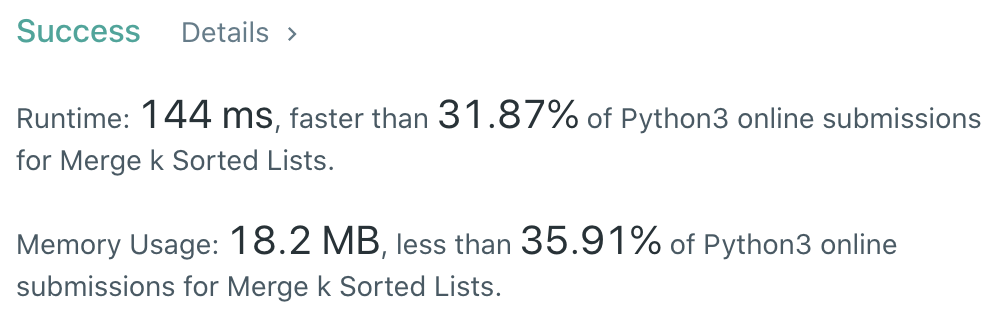 Success Details >
Runtime: 144 ms, faster than 31.87% of Python3 online submissions
for Merge k Sorted Lists.
Memory Usage: 18.2 MB, less than 35.91% of Python3 online
submissions for Merge k Sorted Lists.